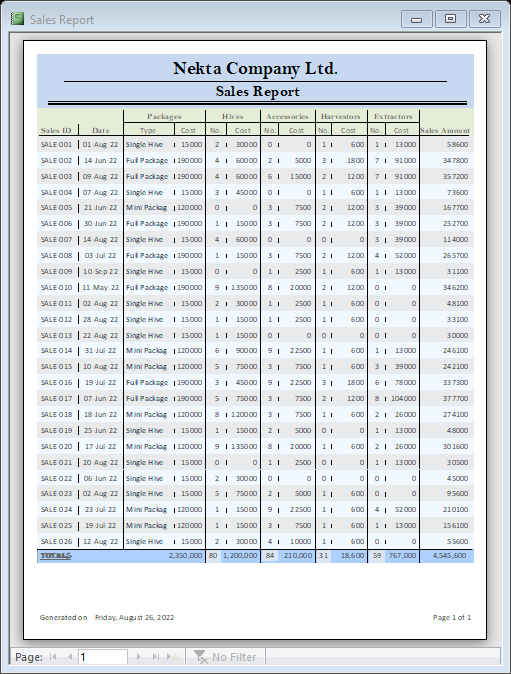 Sales Report
Nekta Company Ltd.
Sales Report
Packages Hives Accessories Harvestors Extractors
Sales ID Date Type Cost No. Cost No. Cost No. Cost No. Cost Sales Amount
SALE 001 01-Aug-22 Single Hive 15000 2 30000 0 0 1 600 1 13000 58600
SALE 002 14-Jun-22 Full Package 190000 4 60000 2 5000 3 1800 7 91000 347800
SALE 003 09-Aug-22 Full Package 190000 4 60000 6 15000 2 1200 7 91000 357200
SALE 004 07-Aug-22 Single Hive 15000 3 45000 0 0 1 600 1 13000 73600
SALE 005 21-Jun-22 Mini Packag 120000 0 0 3 7500 2 1200 3 39000 167700
SALE 006 30-Jun-22 Full Package 190000 1 15000 3 7500 2 1200 3 39000 252700
SALE 007 14-Aug-22 Single Hive 15000 4 60000 0 0 0 0 3 39000 114000
SALE 008 03-Jul-22 Full Package 190000 1 15000 3 7500 2 1200 4 52000 265700
SALE 009 10-Sep-22 Single Hive 15000 0 0 1 2500 1 600 1 13000 31100
SALE 010 11-May-22 Full Package 190000 9 135000 8 20000 2 1200 0 0 346200
SALE 011 02-Aug-22 Single Hive 15000 2 30000 1 2500 1 600 0 0 48100
SALE 012 28-Aug-22 Single Hive 15000 1 15000 1 2500 1 600 0 0 33100
SALE 013 22-Aug-22 Single Hive 15000 1 15000 0 0 0 0 0 0 30000
SALE 014 31-Jul-22 Mini Packag 120000 6 90000 9 22500 1 600 1 13000 246100
SALE 015 10-Aug-22 Mini Packag 120000 5 75000 3 7500 1 600 3 39000 242100
SALE 016 19-Jul-22 Full Package 190000 3 45000 9 22500 3 1800 6 78000 337300
SALE 017 07-Jun-22 Full Package 190000 5 75000 3 7500 2 1200 8 104000 377700
SALE 018 18-Jun-22 Mini Packag 120000 8 120000 3 7500 1 600 2 26000 274100
SALE 019 25-Jun-22 Single Hive 15000 1 15000 2 5000 0 0 1 13000 48000
SALE 020 17-Jul-22 Mini Packag 120000 9 135000 8 20000 1 600 2 26000 301600
SALE 021 20-Aug-22 Single Hive 15000 0 0 1 2500 0 0 1 13000 30500
SALE 022 06-Jun-22 Single Hive 15000 2 30000 0 0 0 0 0 0 45000
SALE 023 02-Aug-22 Single Hive 15000 5 75000 2 5000 1 600 0 0 95600
SALE 024 23-Jul-22 Mini Packag 120000 1 15000 9 22500 1 600 4 52000 210100
SALE 025 19-Jul-22 Mini Packag 120000 1 15000 3 7500 1 600 1 13000 156100
SALE 026 12-Aug-22 Single Hive 15000 2 30000 4 10000 1 600 0 0 55600
TOTALS 2,350,000 80 1,200,000 84 210,000 31 18,600 59 767,000 4,545,600
Generated on Friday, August 26, 2022 Page 1 of 1
Page: 1 No Filter